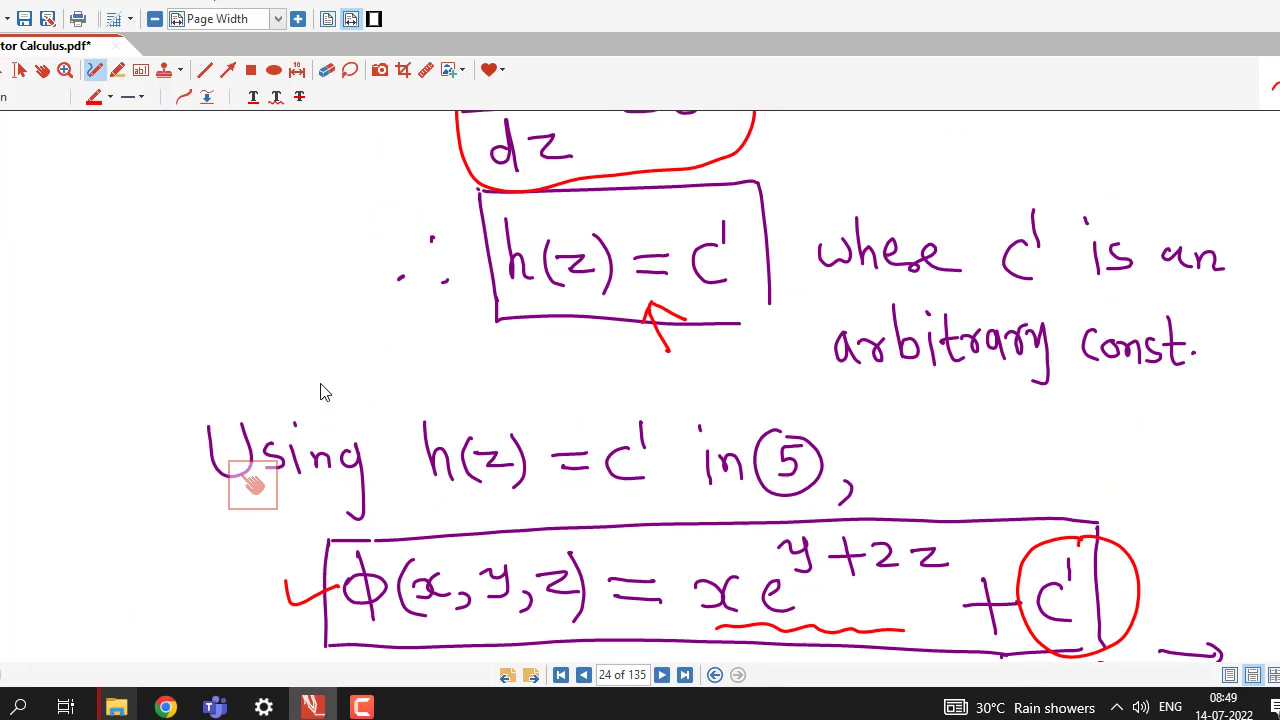 Page Width
tor Calculus.pdf*
n
T T T
dz
∴ h(z) = c' where c' is an
arbitrary const.
Using h(z) = c' in ⑤,
ϕ(x, y, z) = x e^{y+2z} + c' →
24 of 135
30°C Rain showers ENG 08:49
14-07-2022